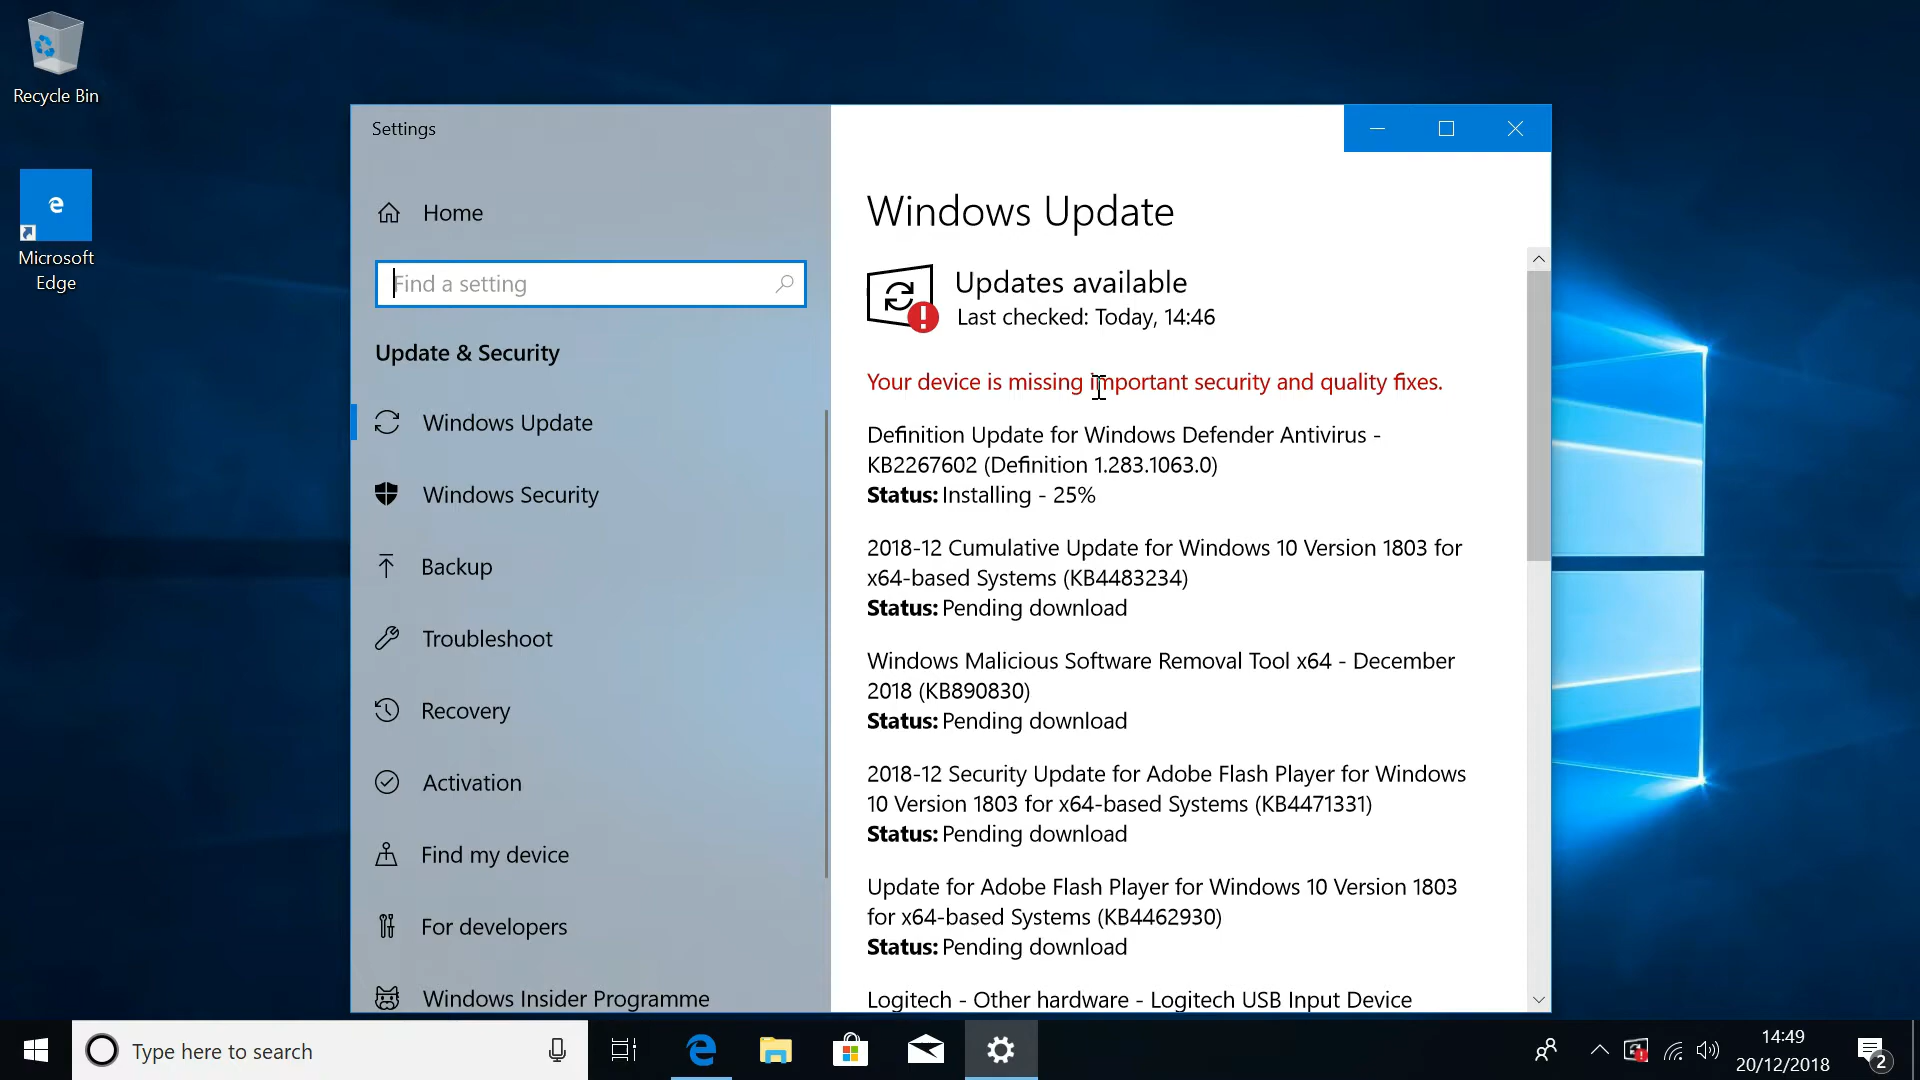 Recycle Bin
Microsoft
Edge
Settings
Home
Find a setting
Update & Security
Windows Update
Windows Security
Backup
Troubleshoot
Recovery
Activation
Find my device
For developers
Windows Insider Programme
Windows Update
Updates available
Last checked: Today, 14:46
Your device is missing important security and quality fixes.
Definition Update for Windows Defender Antivirus -
KB2267602 (Definition 1.283.1063.0)
Status: Installing - 25%
2018-12 Cumulative Update for Windows 10 Version 1803 for
x64-based Systems (KB4483234)
Status: Pending download
Windows Malicious Software Removal Tool x64 - December
2018 (KB890830)
Status: Pending download
2018-12 Security Update for Adobe Flash Player for Windows
10 Version 1803 for x64-based Systems (KB4471331)
Status: Pending download
Update for Adobe Flash Player for Windows 10 Version 1803
for x64-based Systems (KB4462930)
Status: Pending download
Logitech - Other hardware - Logitech USB Input Device
Type here to search
14:49
20/12/2018
2